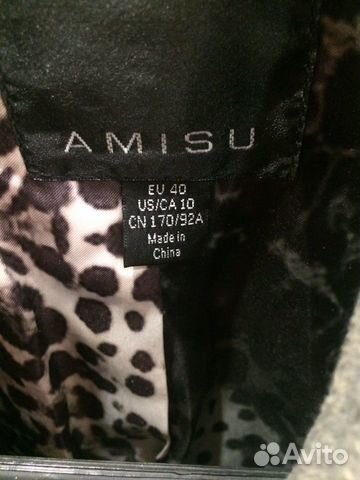 AMISU
EU 40
US/CA 10
CN 170/92A
Made in
China
Avito